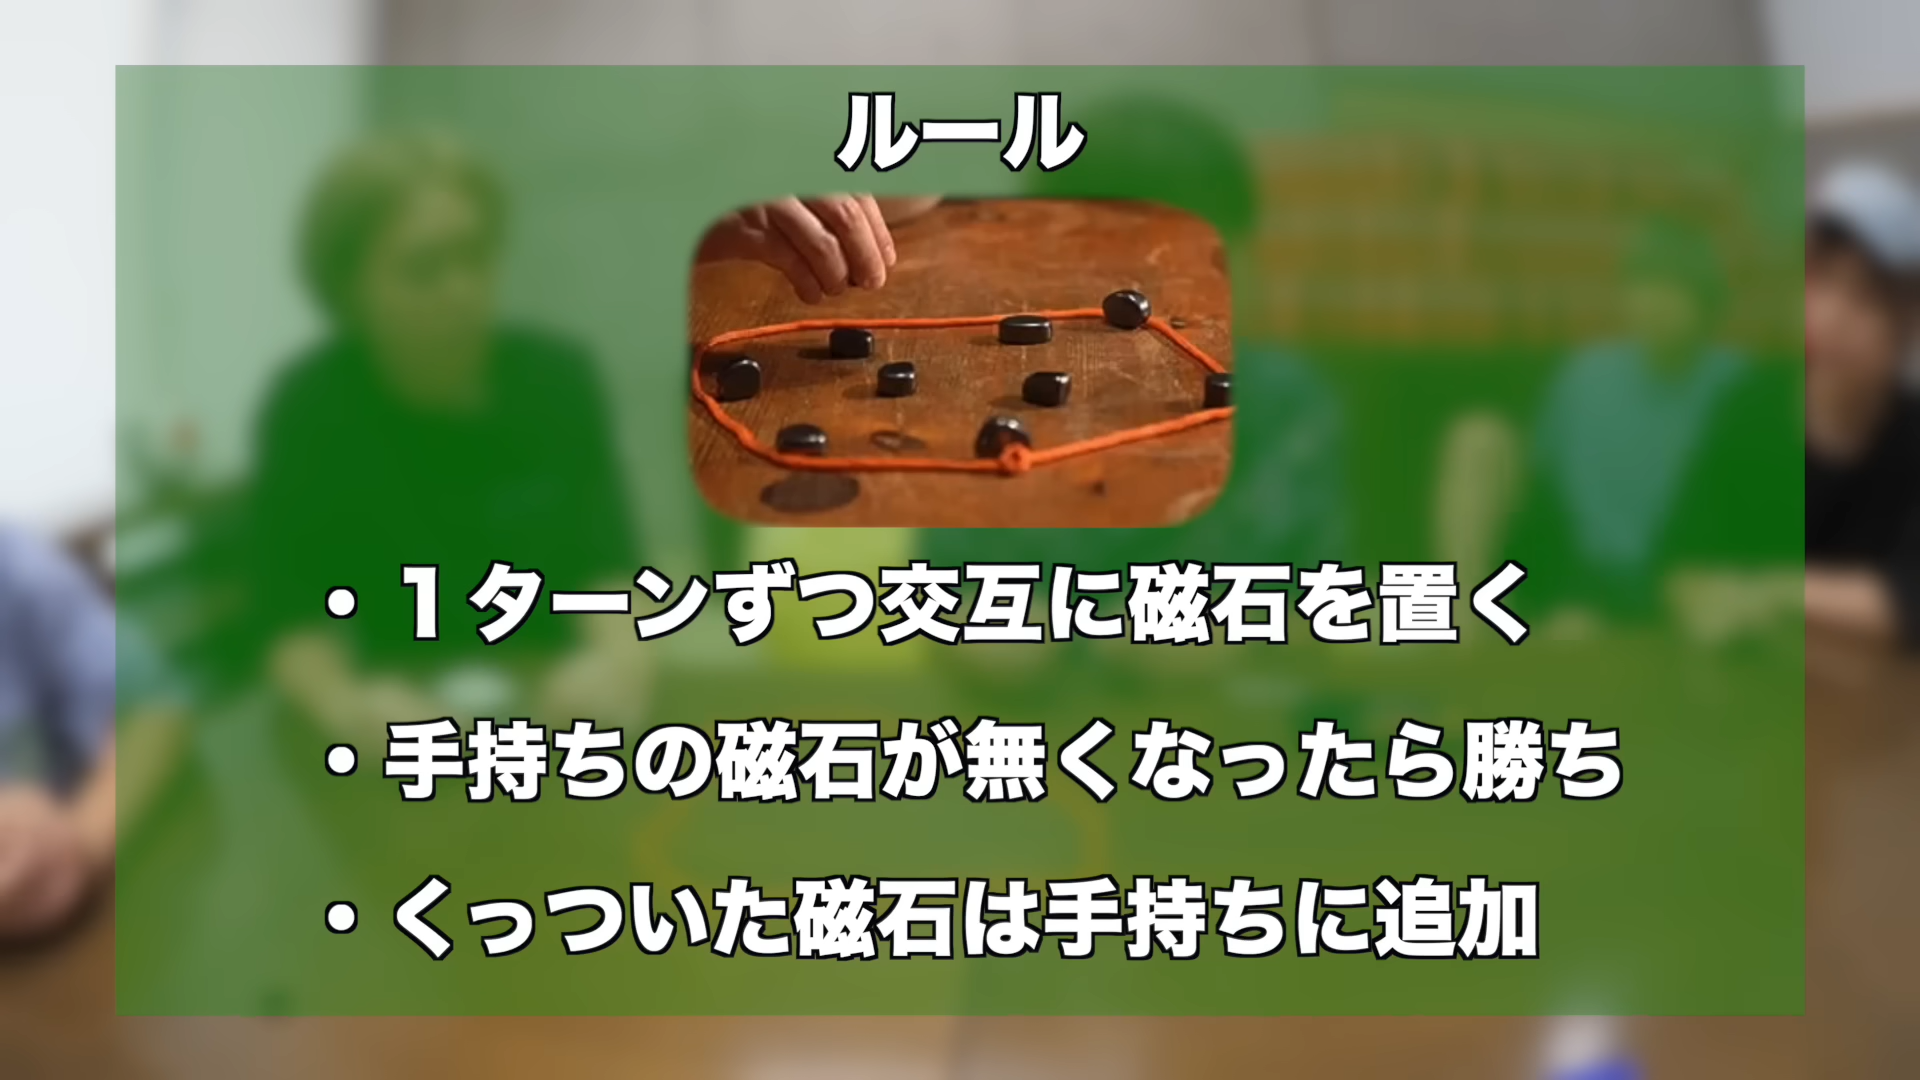 ルール
・１ターンずつ交互に磁石を置く
・手持ちの磁石が無くなったら勝ち
・くっついた磁石は手持ちに追加